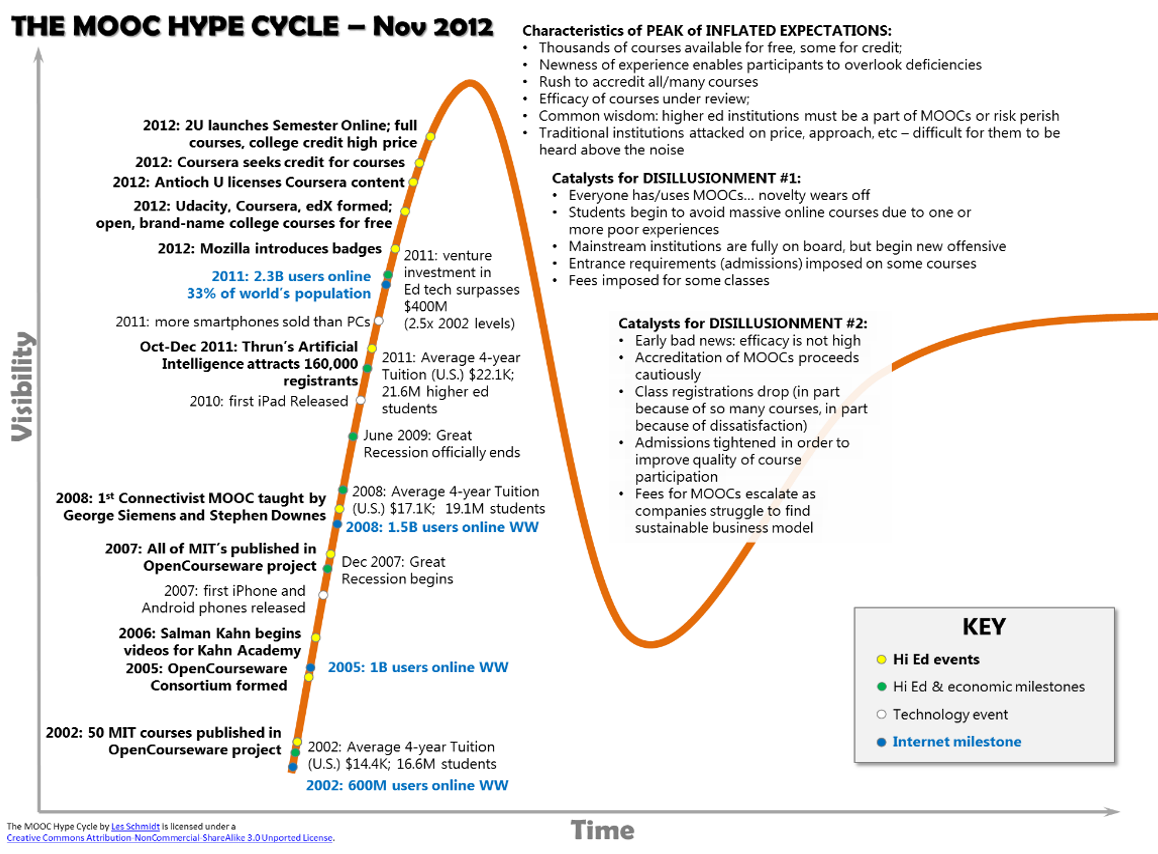 THE MOOC HYPE CYCLE – Nov 2012
Characteristics of PEAK of INFLATED EXPECTATIONS:
• Thousands of courses available for free, some for credit;
• Newness of experience enables participants to overlook deficiencies
• Rush to accredit all/many courses
• Efficacy of courses under review;
• Common wisdom: higher ed institutions must be a part of MOOCs or risk perish
• Traditional institutions attacked on price, approach, etc – difficult for them to be
heard above the noise
Catalysts for DISILLUSIONMENT #1:
• Everyone has/uses MOOCs... novelty wears off
• Students begin to avoid massive online courses due to one or
more poor experiences
• Mainstream institutions are fully on board, but begin new offensive
• Entrance requirements (admissions) imposed on some courses
• Fees imposed for some classes
Catalysts for DISILLUSIONMENT #2:
• Early bad news: efficacy is not high
• Accreditation of MOOCs proceeds
cautiously
• Class registrations drop (in part
because of so many courses, in part
because of dissatisfaction)
• Admissions tightened in order to
improve quality of course
participation
• Fees for MOOCs escalate as
companies struggle to find
sustainable business model
2012: 2U launches Semester Online; full
courses, college credit high price
2012: Coursera seeks credit for courses
2012: Antioch U licenses Coursera content
2012: Udacity, Coursera, edX formed;
open, brand-name college courses for free
2012: Mozilla introduces badges
2011: venture
investment in
Ed tech surpasses
$400M
(2.5x 2002 levels)
2011: 2.3B users online
33% of world's population
2011: more smartphones sold than PCs
Oct-Dec 2011: Thrun's Artificial
Intelligence attracts 160,000
registrants
2011: Average 4-year
Tuition (U.S.) $22.1K;
21.6M higher ed
students
2010: first iPad Released
June 2009: Great
Recession officially ends
2008: 1st Connectivist MOOC taught by
George Siemens and Stephen Downes
2008: Average 4-year Tuition
(U.S.) $17.1K; 19.1M students
2008: 1.5B users online WW
2007: All of MIT's published in
OpenCourseware project
Dec 2007: Great
Recession begins
2007: first iPhone and
Android phones released
2006: Salman Kahn begins
videos for Kahn Academy
2005: OpenCourseware
Consortium formed
2005: 1B users online WW
2002: 50 MIT courses published in
OpenCourseware project
2002: Average 4-year Tuition
(U.S.) $14.4K; 16.6M students
2002: 600M users online WW
Visibility
Time
KEY
Hi Ed events
Hi Ed & economic milestones
Technology event
Internet milestone
The MOOC Hype Cycle by Les Schmidt is licensed under a
Creative Commons Attribution-NonCommercial-ShareAlike 3.0 Unported License.